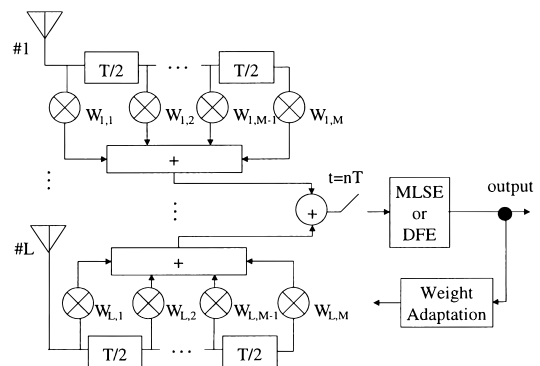 #1
T/2
...
T/2
W1,1
W1,2
W1,M-1
W1,M
+
t=nT
MLSE
or
DFE
output
+
#L
+
WL,1
WL,2
WL,M-1
WL,M
Weight
Adaptation
T/2
...
T/2